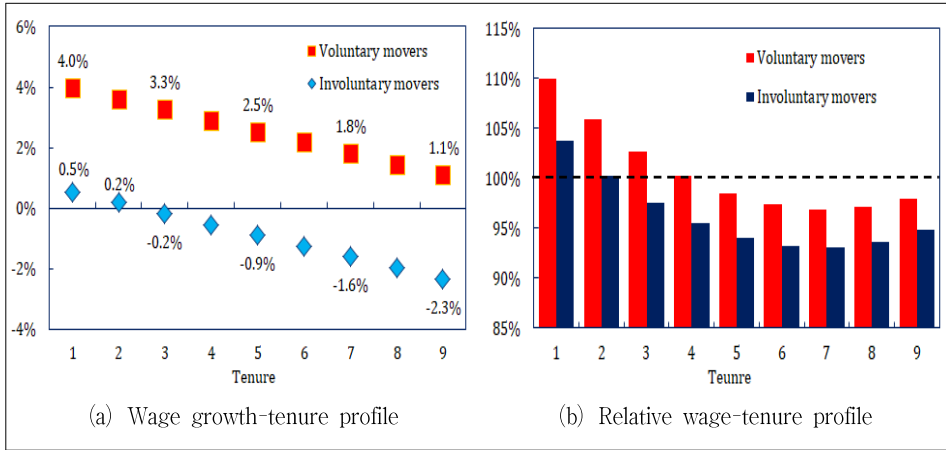 6%
4%
2%
0%
-2%
-4%
Voluntary movers
Involuntary movers
4.0%
3.3%
2.5%
1.8%
1.1%
0.5%
0.2%
-0.2%
-0.9%
-1.6%
-2.3%
1 2 3 4 5 6 7 8 9
Tenure
(a) Wage growth-tenure profile
115%
110%
105%
100%
95%
90%
85%
Voluntary movers
Involuntary movers
1 2 3 4 5 6 7 8 9
Teunre
(b) Relative wage-tenure profile